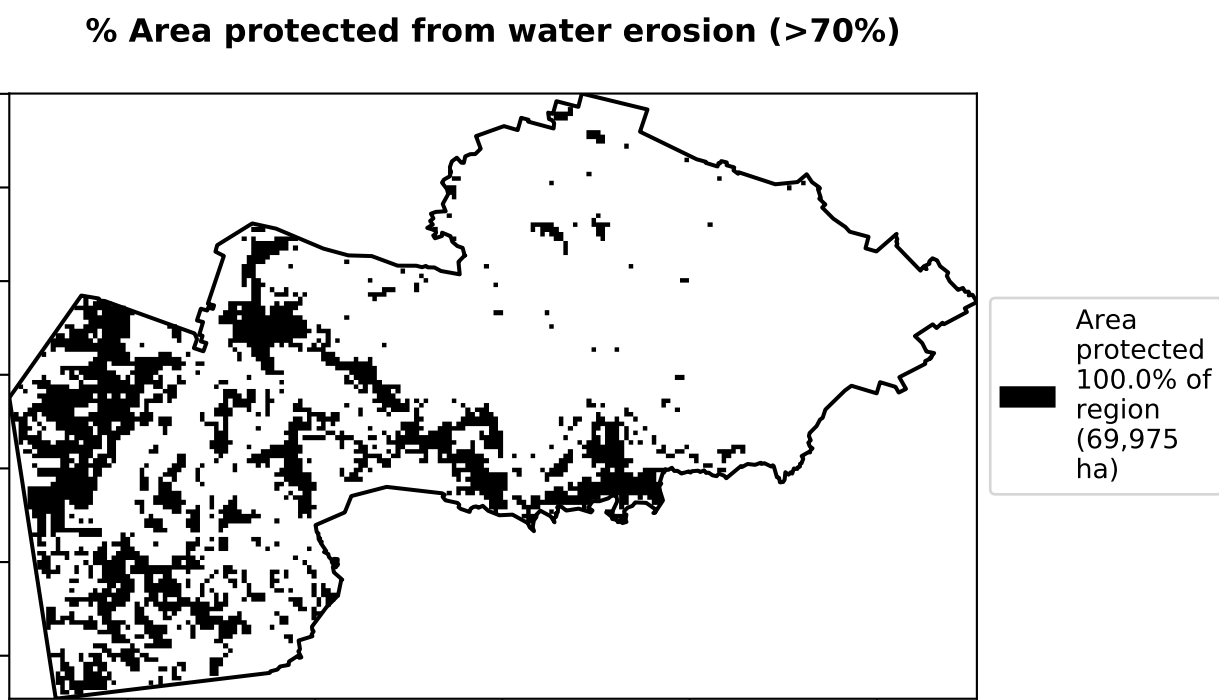 % Area protected from water erosion (>70%)
Area
protected
100.0% of
region
(69,975
ha)